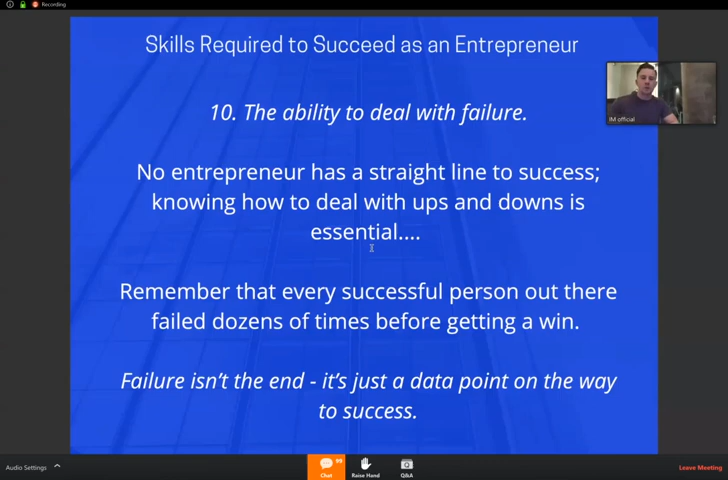 Recording
Skills Required to Succeed as an Entrepreneur
10. The ability to deal with failure.
IM official
No entrepreneur has a straight line to success;
knowing how to deal with ups and downs is
essential....
Remember that every successful person out there
failed dozens of times before getting a win.
Failure isn't the end - it's just a data point on the way
to success.
Audio Settings
Chat
Raise Hand
Q&A
Leave Meeting